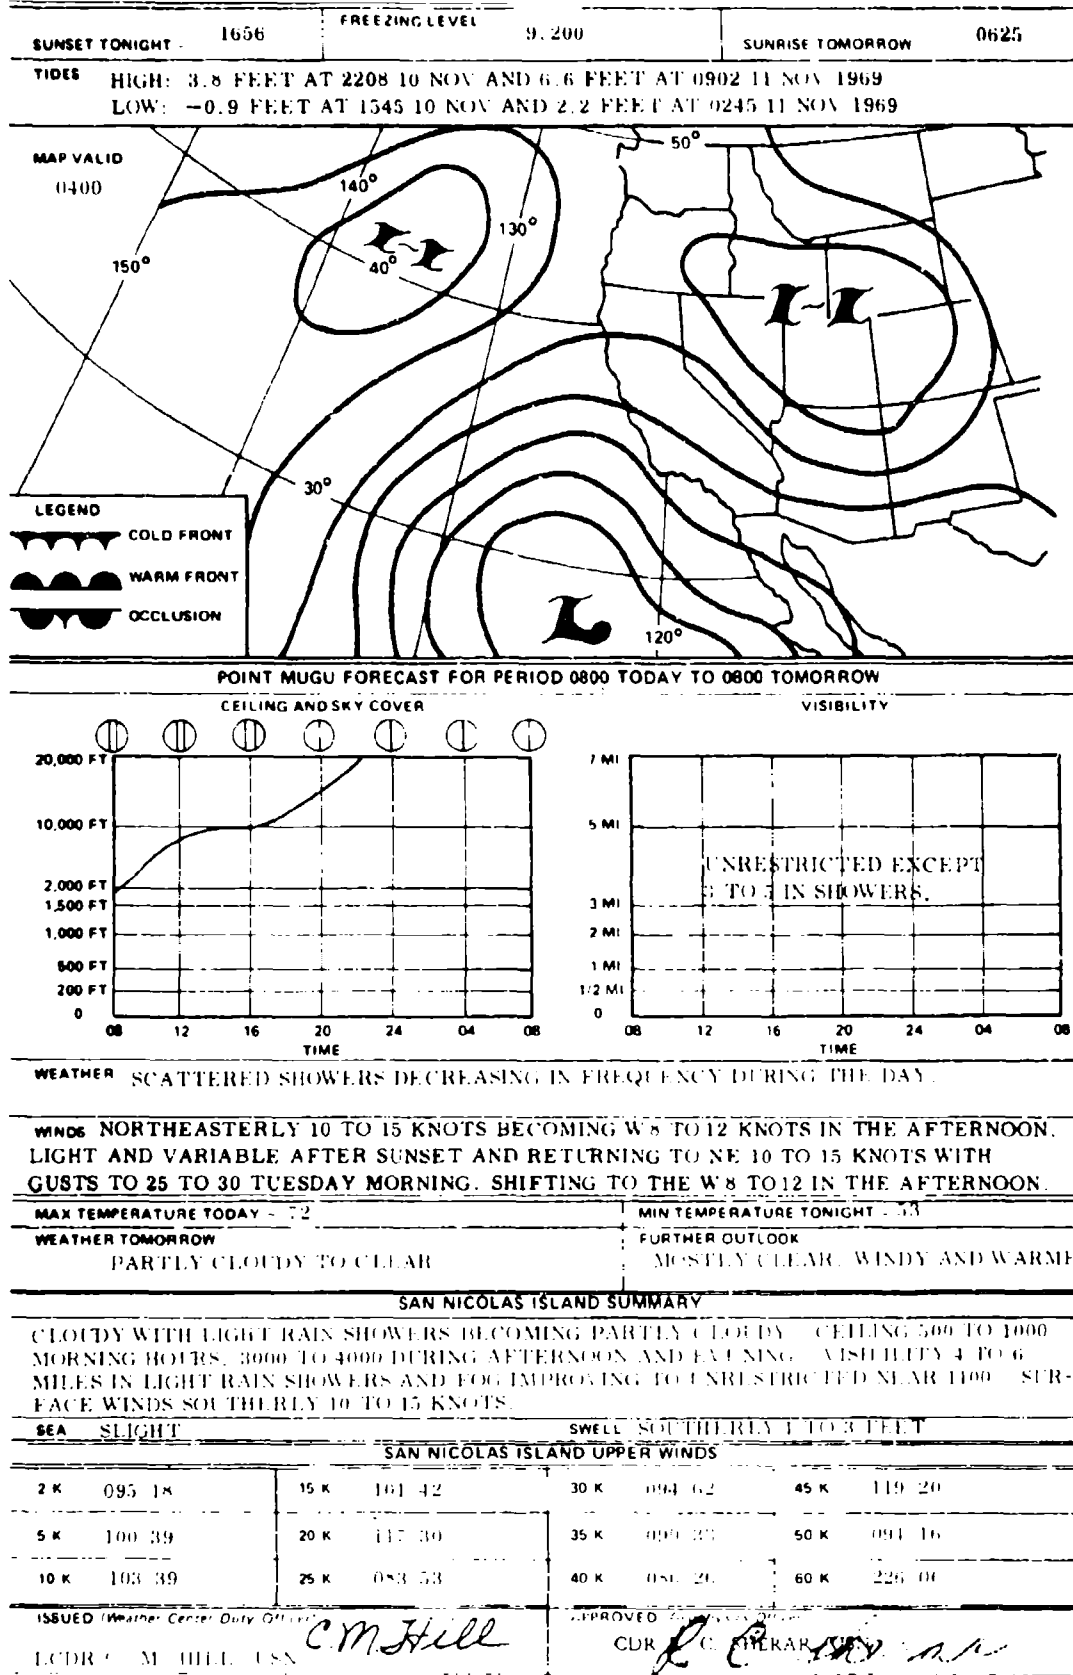 SUNSET TONIGHT - 1656
FREEZING LEVEL 9,200
SUNRISE TOMORROW 0625
TIDES HIGH: 3.8 FEET AT 2208 10 NOV AND 6.6 FEET AT 0902 11 NOV 1969
LOW: -0.9 FEET AT 1545 10 NOV AND 2.2 FEET AT 0245 11 NOV 1969
MAP VALID
0400
50°
140°
130°
150°
40°
H
H
30°
L
120°
LEGEND
COLD FRONT
WARM FRONT
OCCLUSION
POINT MUGU FORECAST FOR PERIOD 0800 TODAY TO 0800 TOMORROW
CEILING AND SKY COVER
20,000 FT
10,000 FT
2,000 FT
1,500 FT
1,000 FT
500 FT
200 FT
0
08 12 16 20 24 04 08
TIME
VISIBILITY
7 MI
5 MI
3 MI
2 MI
1 MI
1/2 MI
0
UNRESTRICTED EXCEPT
3 TO 5 IN SHOWERS.
08 12 16 20 24 04 08
TIME
WEATHER SCATTERED SHOWERS DECREASING IN FREQUENCY DURING THE DAY.
WINDS NORTHEASTERLY 10 TO 15 KNOTS BECOMING W 8 TO 12 KNOTS IN THE AFTERNOON.
LIGHT AND VARIABLE AFTER SUNSET AND RETURNING TO NE 10 TO 15 KNOTS WITH
GUSTS TO 25 TO 30 TUESDAY MORNING. SHIFTING TO THE W 8 TO 12 IN THE AFTERNOON.
MAX TEMPERATURE TODAY - 72
MIN TEMPERATURE TONIGHT - 53
WEATHER TOMORROW
PARTLY CLOUDY TO CLEAR
FURTHER OUTLOOK
MOSTLY CLEAR, WINDY AND WARME
SAN NICOLAS ISLAND SUMMARY
CLOUDY WITH LIGHT RAIN SHOWERS BECOMING PARTLY CLOUDY CEILING 500 TO 1000
MORNING HOURS, 3000 TO 4000 DURING AFTERNOON AND EVENING VISIBILITY 4 TO 6
MILES IN LIGHT RAIN SHOWERS AND FOG IMPROVING TO UNRESTRICTED NEAR 1100 SUR-
FACE WINDS SOUTHERLY 10 TO 15 KNOTS.
SEA SLIGHT
SWELL SOUTHERLY 1 TO 3 FEET
SAN NICOLAS ISLAND UPPER WINDS
2 K 095 18 15 K 101 42 30 K 094 62 45 K 119 20
5 K 100 39 20 K 117 30 35 K 50 K 094 16
10 K 103 39 25 K 083 53 40 K 60 K 226
ISSUED (Weather Center Duty Officer)
C.M. Hill
LCDR C M HILL USN
APPROVED
CDR R C